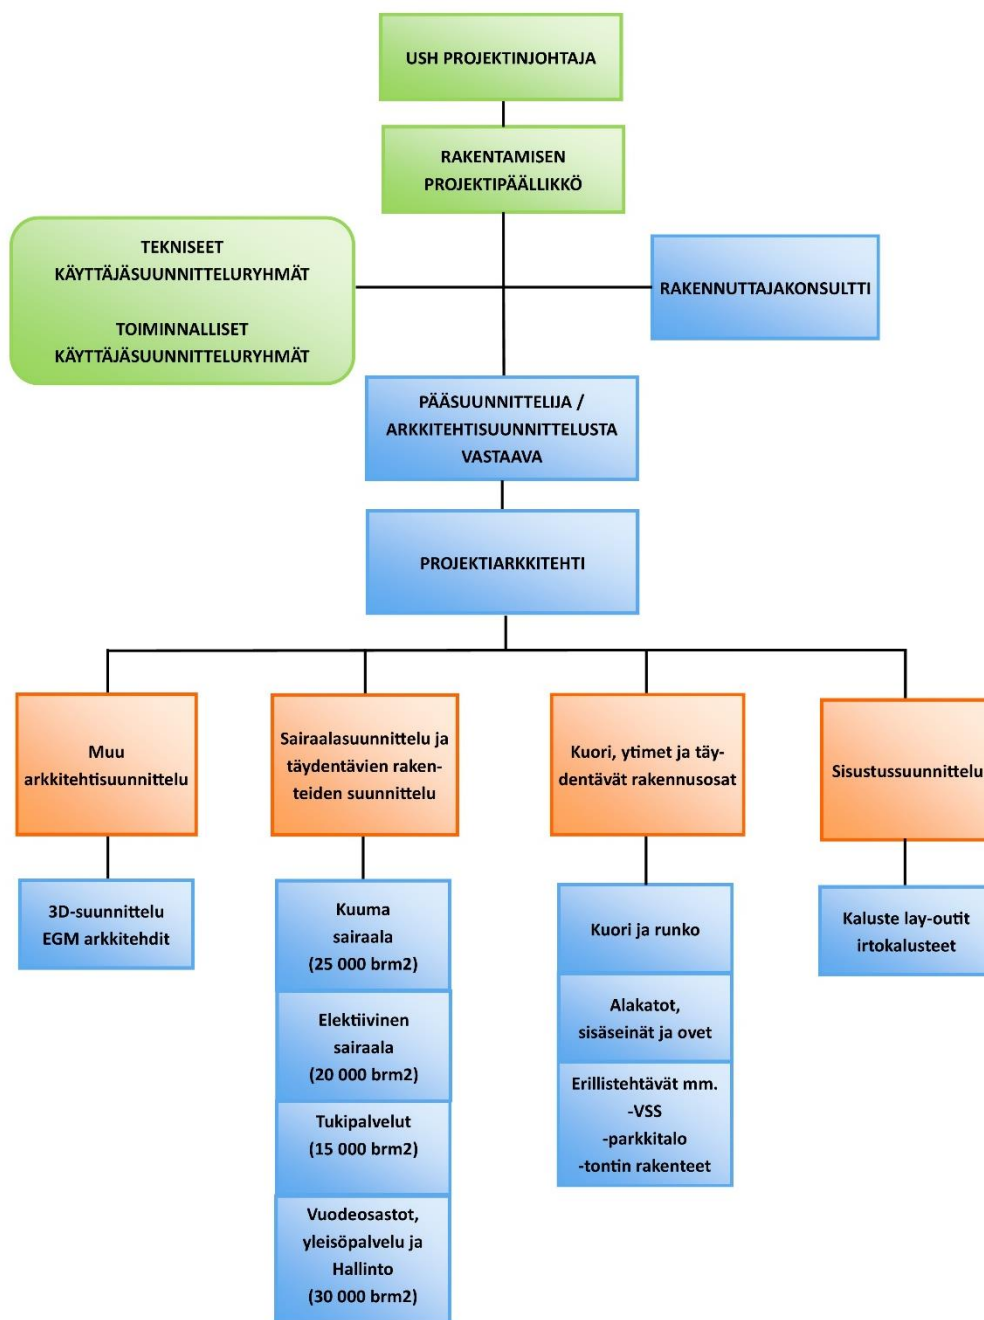 USH PROJEKTINJOHTAJA
RAKENTAMISEN
PROJEKTIPÄÄLLIKKÖ
TEKNISEET
KÄYTTÄJÄSUUNNITTELURYHMÄT
TOIMINNALLISET
KÄYTTÄJÄSUUNNITTELURYHMÄT
RAKENNUTTAJAKONSULTTI
PÄÄSUUNNITTELIJA /
ARKKITEHTISUUNNITTELUSTA
VASTAAVA
PROJEKTIARKKITEHTI
Muu
arkkitehtisuunnittelu
Sairaalasuunnittelu ja
täydentävien raken-
teiden suunnittelu
Kuori, ytimet ja täy-
dentävät rakennusosat
Sisustussuunnittelu
3D-suunnittelu
EGM arkkitehdit
Kuuma
sairaala
(25 000 brm2)
Elektiivinen
sairaala
(20 000 brm2)
Tukipalvelut
(15 000 brm2)
Vuodeosastot,
yleisöpalvelu ja
Hallinto
(30 000 brm2)
Kuori ja runko
Alakatot,
sisäseinät ja ovet
Erillistehtävät mm.
-VSS
-parkkitalo
-tontin rakenteet
Kaluste lay-outit
irtokalusteet